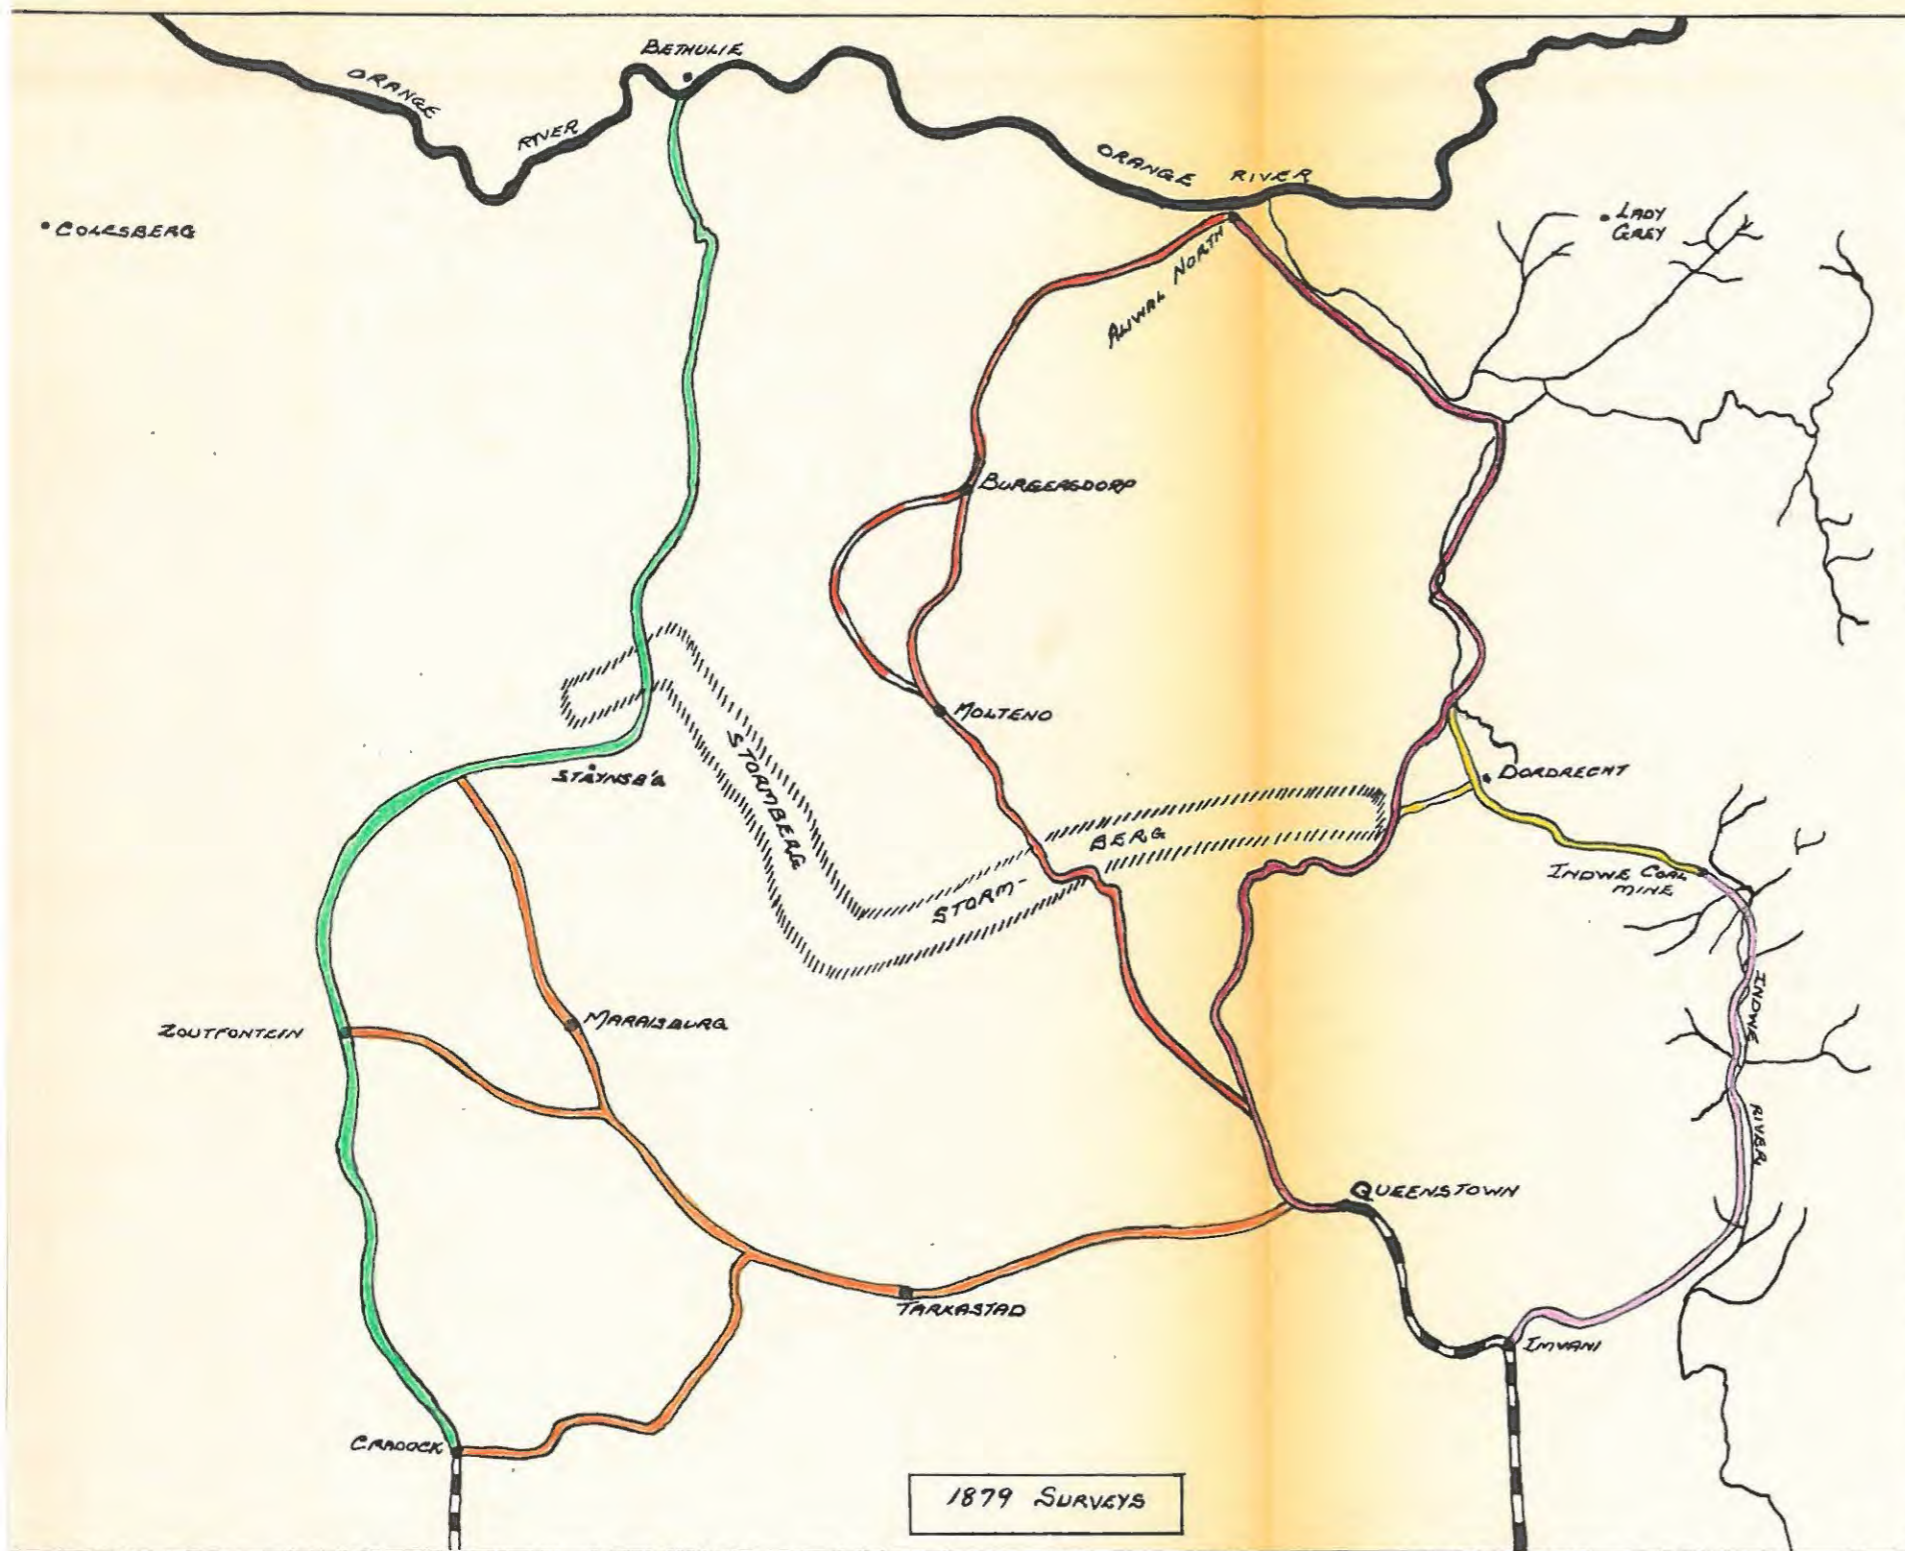 BETHULIE
ORANGE
RIVER
ORANGE RIVER
COLESBERG
LADY
GREY
ALIWAL NORTH
BURGERSDORP
MOLTENO
STORMBERG
STEYNSB'G
DORDRECHT
BERG
STORM-
INDWE COAL
MINE
INDWE
RIVER
ZOUTFONTEIN
MARAISBURG
QUEENSTOWN
TARKASTAD
IMVANI
CRADOCK
1879 SURVEYS